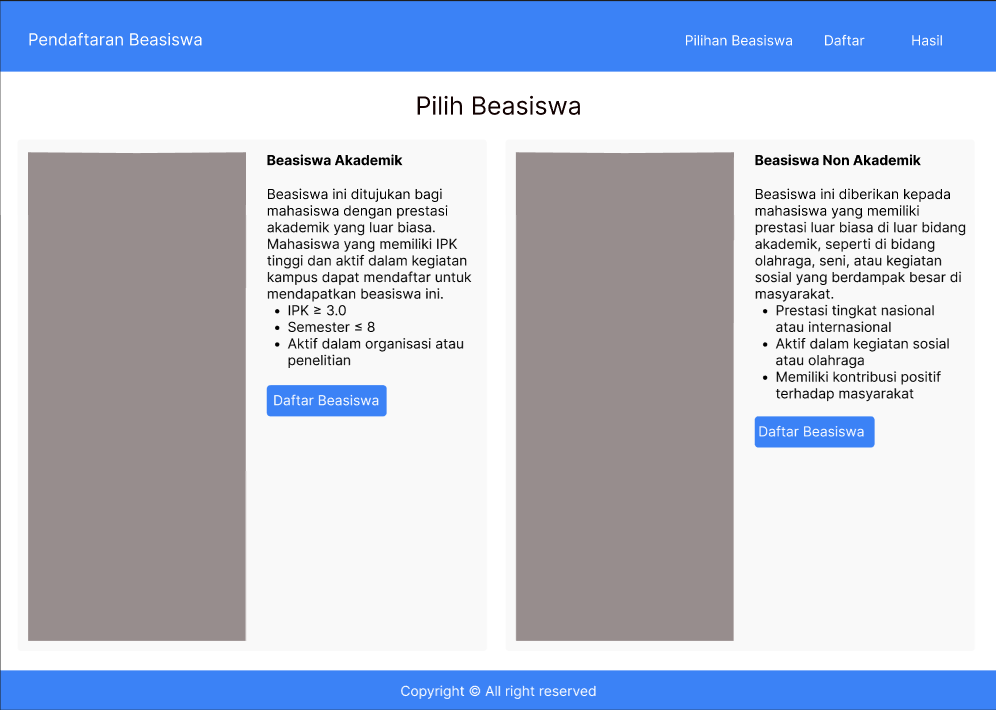 Pendaftaran Beasiswa
Pilihan Beasiswa
Daftar
Hasil
Pilih Beasiswa
Beasiswa Akademik
Beasiswa ini ditujukan bagi
mahasiswa dengan prestasi
akademik yang luar biasa.
Mahasiswa yang memiliki IPK
tinggi dan aktif dalam kegiatan
kampus dapat mendaftar untuk
mendapatkan beasiswa ini.
• IPK ≥ 3.0
• Semester ≤ 8
• Aktif dalam organisasi atau
penelitian
Daftar Beasiswa
Beasiswa Non Akademik
Beasiswa ini diberikan kepada
mahasiswa yang memiliki
prestasi luar biasa di luar bidang
akademik, seperti di bidang
olahraga, seni, atau kegiatan
sosial yang berdampak besar di
masyarakat.
• Prestasi tingkat nasional
atau internasional
• Aktif dalam kegiatan sosial
atau olahraga
• Memiliki kontribusi positif
terhadap masyarakat
Daftar Beasiswa
Copyright © All right reserved